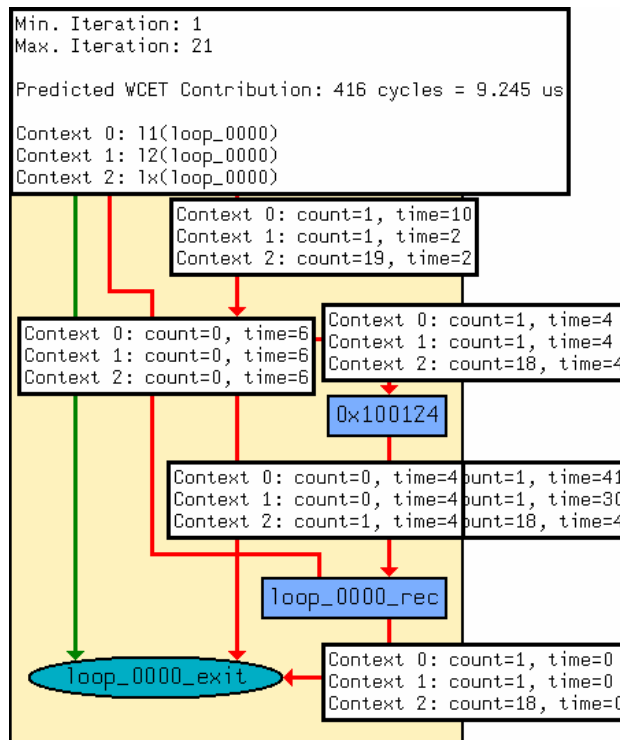 Min. Iteration: 1
Max. Iteration: 21
Predicted WCET Contribution: 416 cycles = 9.245 us
Context 0: l1(loop_0000)
Context 1: l2(loop_0000)
Context 2: lx(loop_0000)
Context 0: count=1, time=10
Context 1: count=1, time=2
Context 2: count=19, time=2
Context 0: count=0, time=6
Context 1: count=0, time=6
Context 2: count=0, time=6
Context 0: count=1, time=4
Context 1: count=1, time=4
Context 2: count=18, time=4
0x100124
Context 0: count=0, time=4
Context 1: count=0, time=4
Context 2: count=1, time=4
ount=1, time=41
ount=1, time=30
ount=18, time=4
loop_0000_rec
loop_0000_exit
Context 0: count=1, time=0
Context 1: count=1, time=0
Context 2: count=18, time=0